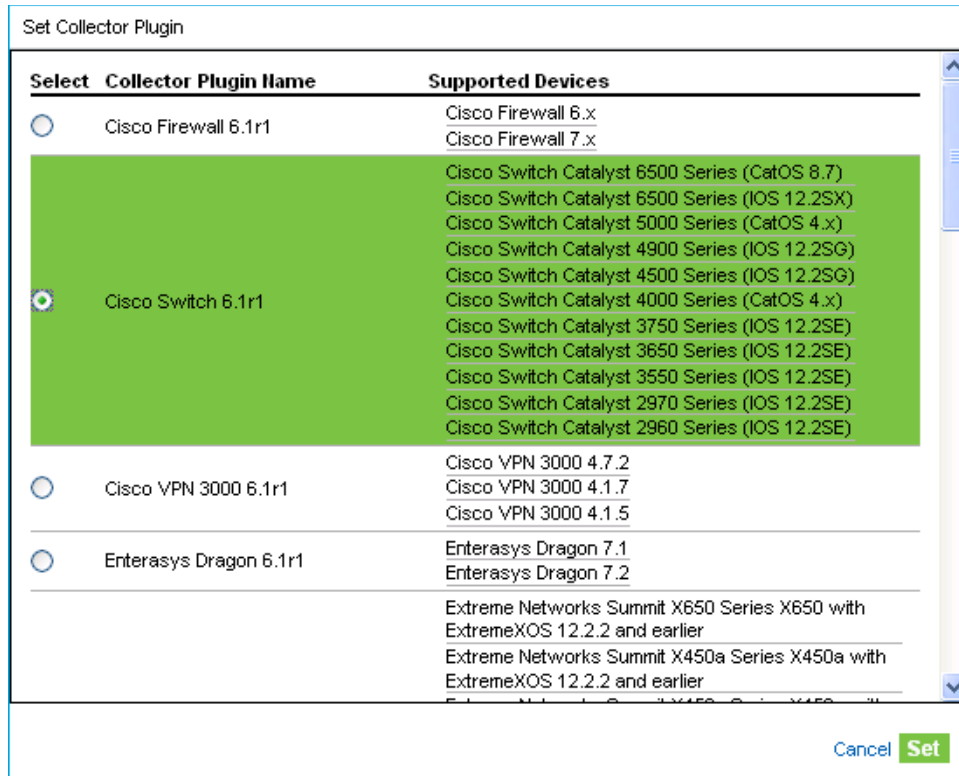 Set Collector Plugin
Select Collector Plugin Name Supported Devices
Cisco Firewall 6.1r1
Cisco Firewall 6.x
Cisco Firewall 7.x
Cisco Switch 6.1r1
Cisco Switch Catalyst 6500 Series (CatOS 8.7)
Cisco Switch Catalyst 6500 Series (IOS 12.2SX)
Cisco Switch Catalyst 5000 Series (CatOS 4.x)
Cisco Switch Catalyst 4900 Series (IOS 12.2SG)
Cisco Switch Catalyst 4500 Series (IOS 12.2SG)
Cisco Switch Catalyst 4000 Series (CatOS 4.x)
Cisco Switch Catalyst 3750 Series (IOS 12.2SE)
Cisco Switch Catalyst 3650 Series (IOS 12.2SE)
Cisco Switch Catalyst 3550 Series (IOS 12.2SE)
Cisco Switch Catalyst 2970 Series (IOS 12.2SE)
Cisco Switch Catalyst 2960 Series (IOS 12.2SE)
Cisco VPN 3000 6.1r1
Cisco VPN 3000 4.7.2
Cisco VPN 3000 4.1.7
Cisco VPN 3000 4.1.5
Enterasys Dragon 6.1r1
Enterasys Dragon 7.1
Enterasys Dragon 7.2
Extreme Networks Summit X650 Series X650 with
ExtremeXOS 12.2.2 and earlier
Extreme Networks Summit X450a Series X450a with
ExtremeXOS 12.2.2 and earlier
Cancel Set